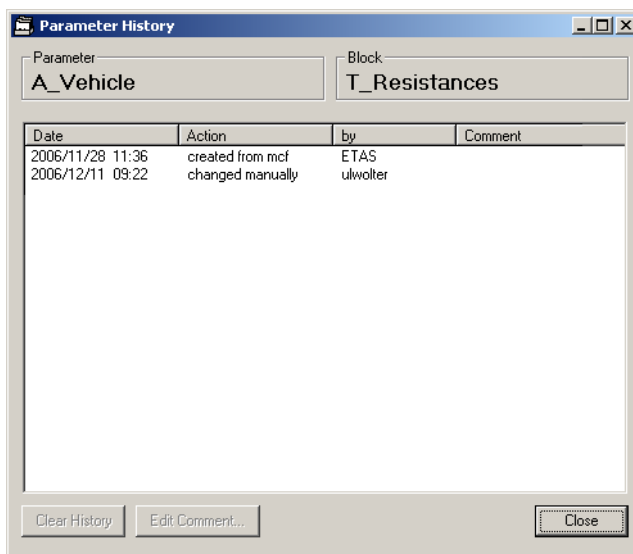 Parameter History
Parameter
A_Vehicle
Block
T_Resistances
Date Action by Comment
2006/11/28 11:36 created from mcf ETAS
2006/12/11 09:22 changed manually ulwolter
Clear History Edit Comment... Close